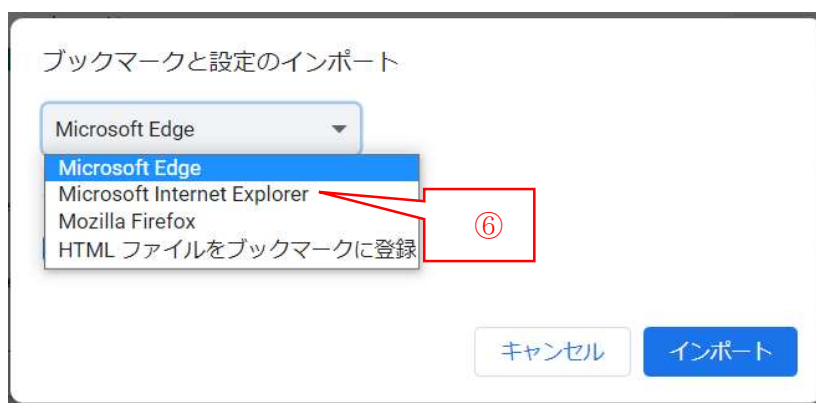 ブックマークと設定のインポート
Microsoft Edge
Microsoft Edge
Microsoft Internet Explorer
Mozilla Firefox
HTML ファイルをブックマークに登録
⑥
キャンセル
インポート